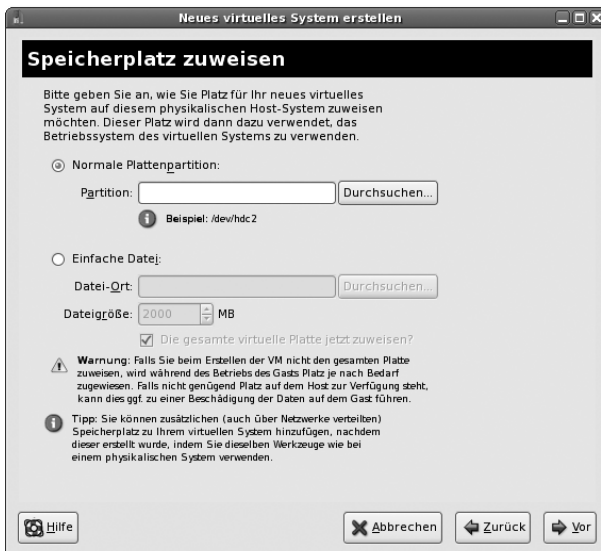 Neues virtuelles System erstellen
Speicherplatz zuweisen
Bitte geben Sie an, wie Sie Platz für Ihr neues virtuelles
System auf diesem physikalischen Host-System zuweisen
möchten. Dieser Platz wird dann dazu verwendet, das
Betriebssystem des virtuellen Systems zu verwenden.
Normale Plattenpartition:
Partition:
Durchsuchen...
Beispiel: /dev/hdc2
Einfache Datei:
Datei-Ort:
Durchsuchen...
Dateigröße: 2000 MB
Die gesamte virtuelle Platte jetzt zuweisen?
Warnung: Falls Sie beim Erstellen der VM nicht den gesamten Platte
zuweisen, wird während des Betriebs des Gasts Platz je nach Bedarf
zugewiesen. Falls nicht genügend Platz auf dem Host zur Verfügung steht,
kann dies ggf. zu einer Beschädigung der Daten auf dem Gast führen.
Tipp: Sie können zusätzlichen (auch über Netzwerke verteilten)
Speicherplatz zu Ihrem virtuellen System hinzufügen, nachdem
dieser erstellt wurde, indem Sie dieselben Werkzeuge wie bei
einem physikalischen System verwenden.
Hilfe
Abbrechen
Zurück
Vor